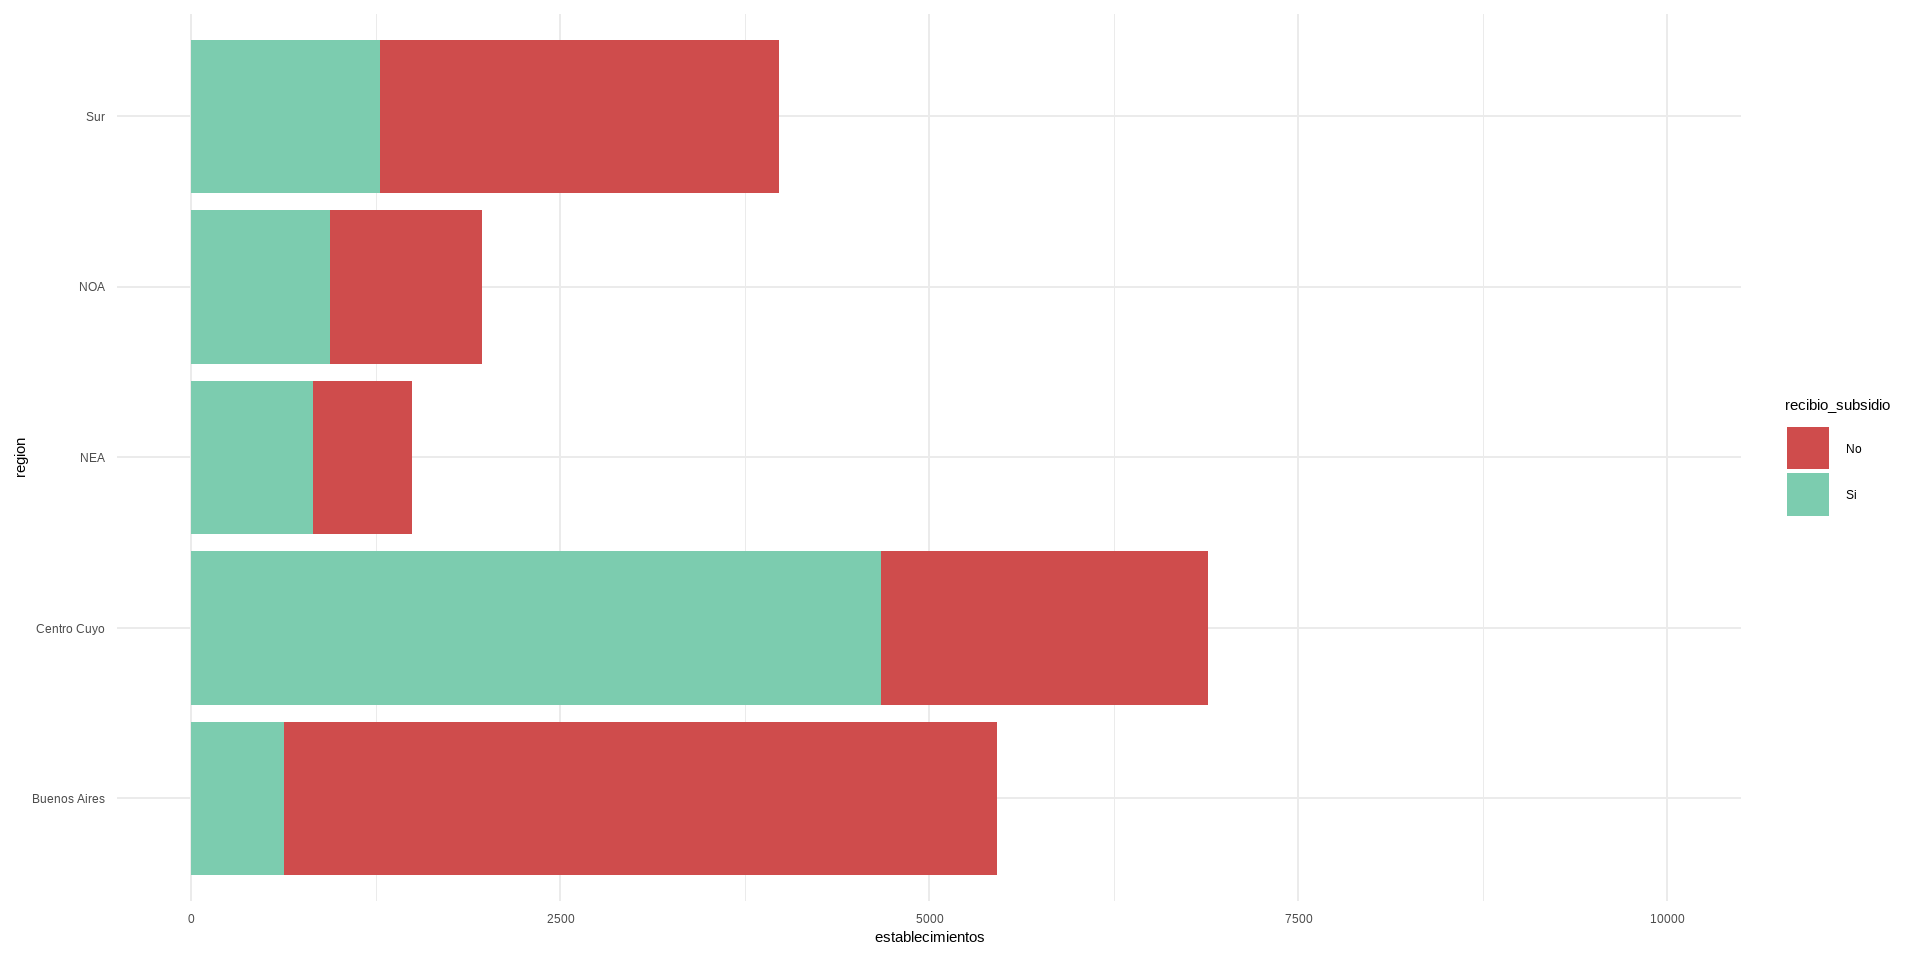 region
Sur
NOA
NEA
Centro Cuyo
Buenos Aires
0 2500 5000 7500 10000
establecimientos
recibio_subsidio
No
Si